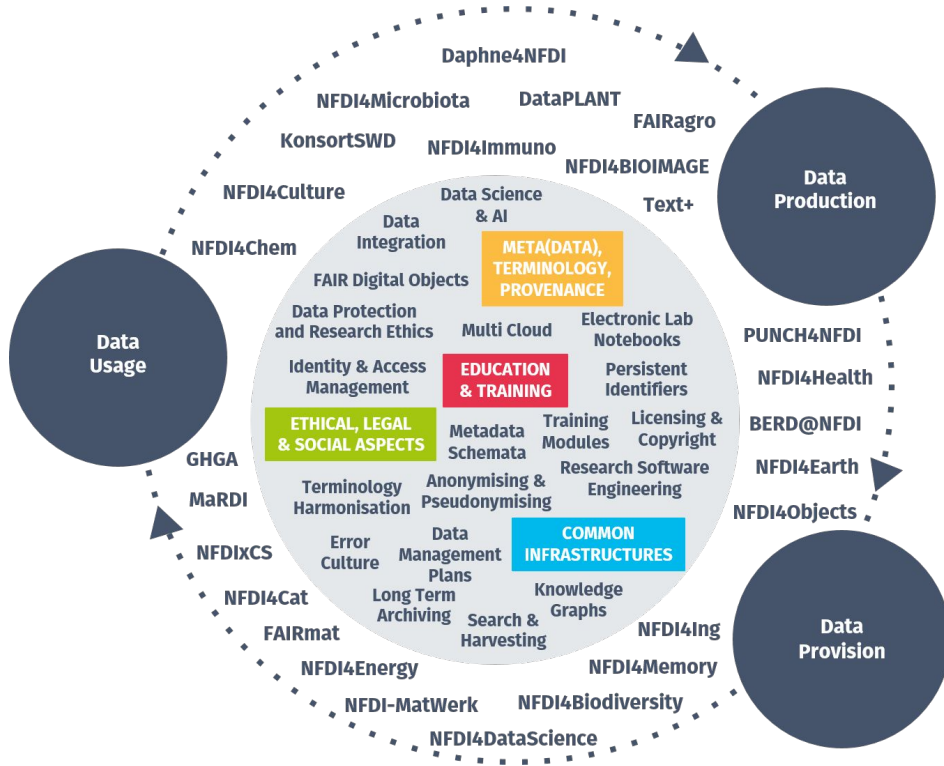 Daphne4NFDI
NFDI4Microbiota
DataPLANT
FAIRagro
KonsortSWD
NFDI4Immuno
NFDI4BIOIMAGE
NFDI4Culture
Text+
NFDI4Chem
Data
Production
Data
Usage
Data Science
& AI
Data
Integration
META(DATA),
TERMINOLOGY,
PROVENANCE
FAIR Digital Objects
Data Protection
and Research Ethics
Multi Cloud
Electronic Lab
Notebooks
Identity & Access
Management
EDUCATION
& TRAINING
Persistent
Identifiers
ETHICAL, LEGAL
& SOCIAL ASPECTS
Metadata
Schemata
Training
Modules
Licensing &
Copyright
Research Software
Engineering
Terminology
Harmonisation
Anonymising &
Pseudonymising
COMMON
INFRASTRUCTURES
Error
Culture
Data
Management
Plans
Long Term
Archiving
Knowledge
Graphs
Search &
Harvesting
PUNCH4NFDI
NFDI4Health
BERD@NFDI
NFDI4Earth
NFDI4Objects
Data
Provision
GHGA
MaRDI
NFDIxCS
NFDI4Cat
FAIRmat
NFDI4Energy
NFDI-MatWerk
NFDI4DataScience
NFDI4Biodiversity
NFDI4Memory
NFDI4Ing